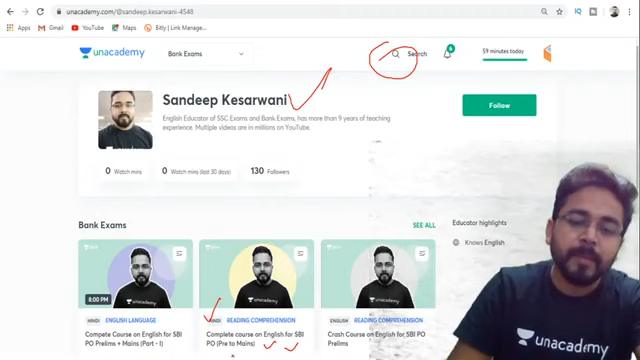 unacademy.com/@sandeep.kesarwani-4548
Apps
Gmail
YouTube
Maps
Bitly | Link Manage...
unacademy
Bank Exams
Search
6
59 minutes today
Sandeep Kesarwani
English Educator of SSC Exams and Bank Exams, has more than 9 years of teaching
experience. Multiple videos are in millions on YouTube.
Follow
0 Watch mins
0 Watch mins (last 30 days)
130 Followers
Bank Exams
SEE ALL
Educator highlights
Knows English
8:00 PM
unacademy
unacademy
unacademy
HINDI ENGLISH LANGUAGE
Compete Course on English for SBI
PO Prelims + Mains (Part - I)
HINDI READING COMPREHENSION
Complete course on English for SBI
PO (Pre to Mains)
ENGLISH READING COMPREHENSION
Crash Course on English for SBI
PO Prelims
unacademy